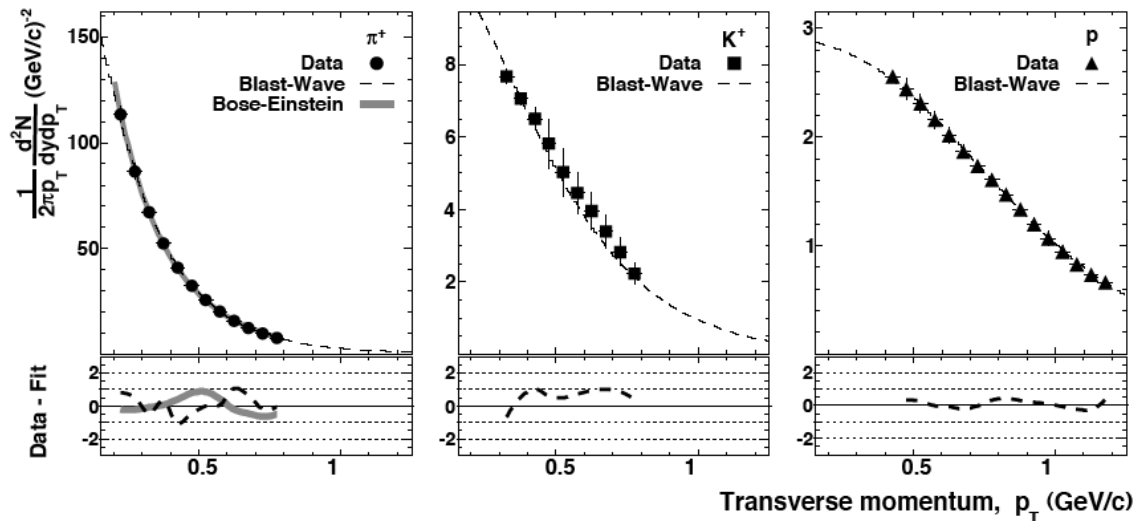 1/2πp_T d²N/dydp_T (GeV/c)⁻²
150
100
50
π⁺
Data
Blast-Wave
Bose-Einstein
8
6
4
2
K⁺
Data
Blast-Wave
3
2
1
p
Data
Blast-Wave
Data - Fit
2
0
-2
0.5
1
2
0
-2
0.5
1
2
0
-2
0.5
1
Transverse momentum, p_T (GeV/c)